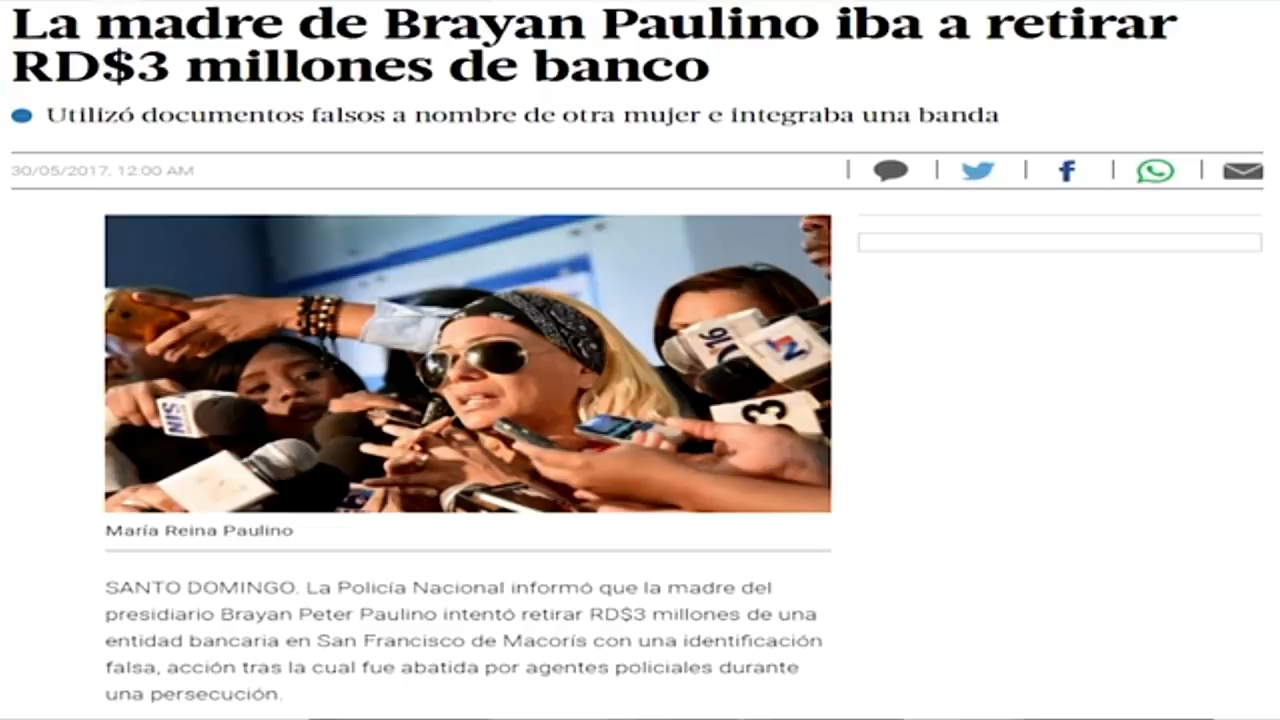 La madre de Brayan Paulino iba a retirar
RD$3 millones de banco
Utilizó documentos falsos a nombre de otra mujer e integraba una banda
30/05/2017, 12:00 AM
SIN
N16
3
María Reina Paulino
SANTO DOMINGO. La Policía Nacional informó que la madre del
presidiario Brayan Peter Paulino intentó retirar RD$3 millones de una
entidad bancaria en San Francisco de Macorís con una identificación
falsa, acción tras la cual fue abatida por agentes policiales durante
una persecución.